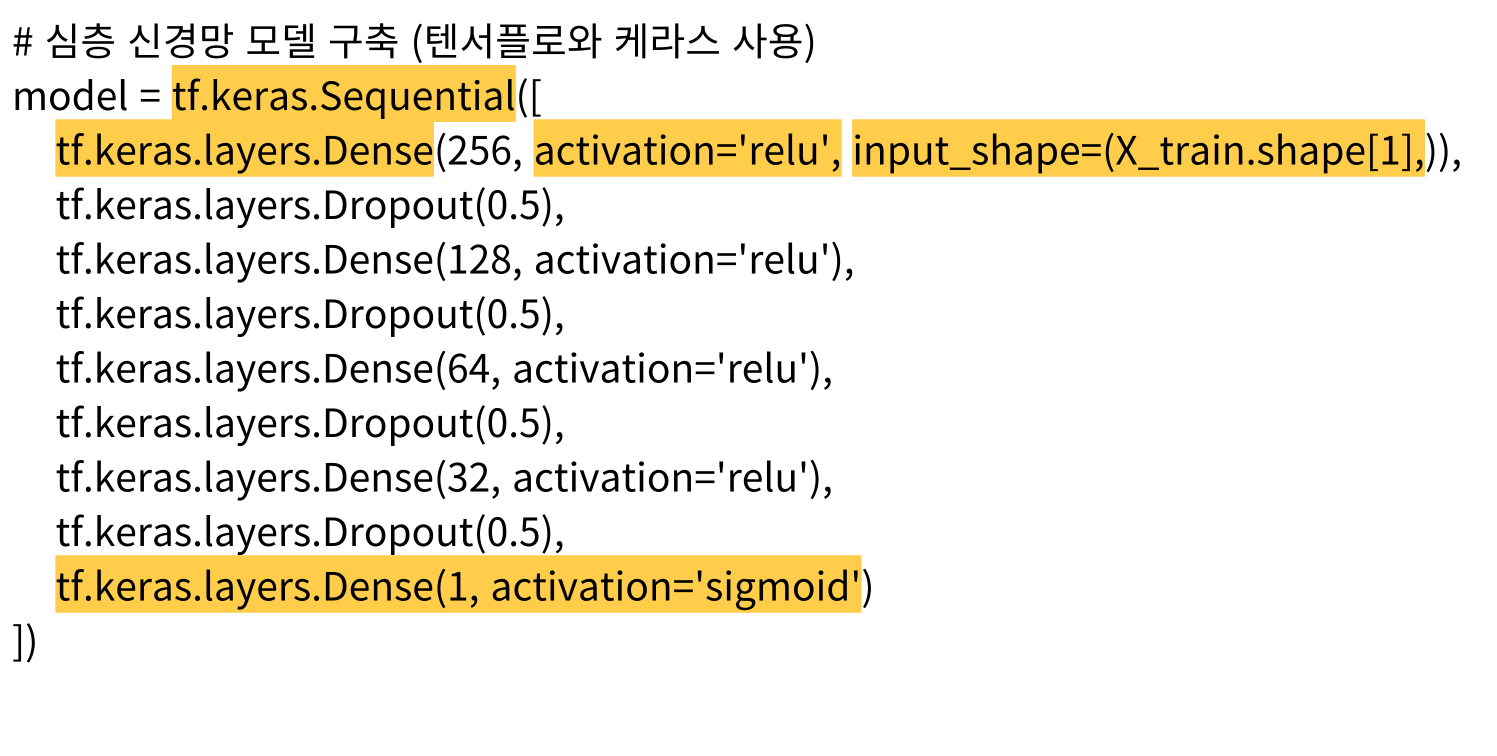 # 심층 신경망 모델 구축 (텐서플로와 케라스 사용)
model = tf.keras.Sequential([
    tf.keras.layers.Dense(256, activation='relu', input_shape=(X_train.shape[1],)),
    tf.keras.layers.Dropout(0.5),
    tf.keras.layers.Dense(128, activation='relu'),
    tf.keras.layers.Dropout(0.5),
    tf.keras.layers.Dense(64, activation='relu'),
    tf.keras.layers.Dropout(0.5),
    tf.keras.layers.Dense(32, activation='relu'),
    tf.keras.layers.Dropout(0.5),
    tf.keras.layers.Dense(1, activation='sigmoid')
])